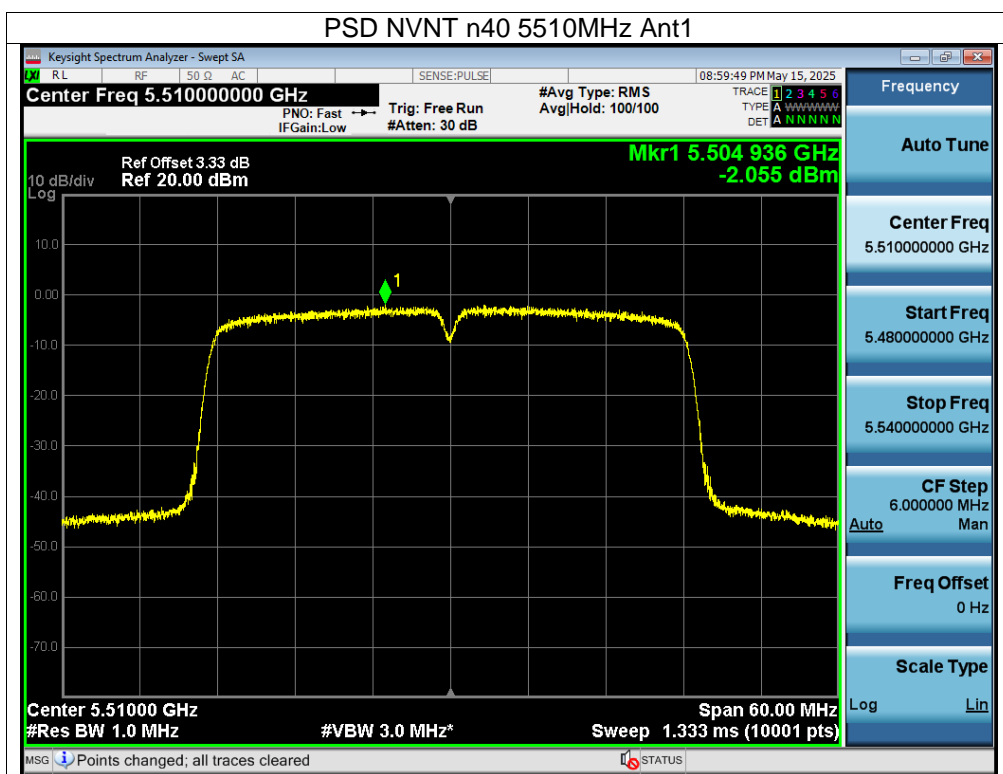 PSD NVNT n40 5510MHz Ant1
Keysight Spectrum Analyzer - Swept SA
LXI RL RF 50 Ω AC SENSE:PULSE 08:59:49 PM May 15, 2025
Center Freq 5.510000000 GHz #Avg Type: RMS TRACE 1 2 3 4 5 6
PNO: Fast Trig: Free Run Avg|Hold: 100/100 TYPE A WWWWW
IFGain:Low #Atten: 30 dB DET A N N N N N
Mkr1 5.504 936 GHz
-2.055 dBm
Ref Offset 3.33 dB
10 dB/div Ref 20.00 dBm
Log
10.0
0.00
-10.0
-20.0
-30.0
-40.0
-50.0
-60.0
-70.0
1
Center 5.51000 GHz Span 60.00 MHz
#Res BW 1.0 MHz #VBW 3.0 MHz* Sweep 1.333 ms (10001 pts)
MSG Points changed; all traces cleared STATUS
Frequency
Auto Tune
Center Freq
5.510000000 GHz
Start Freq
5.480000000 GHz
Stop Freq
5.540000000 GHz
CF Step
6.000000 MHz
Auto Man
Freq Offset
0 Hz
Scale Type
Log Lin